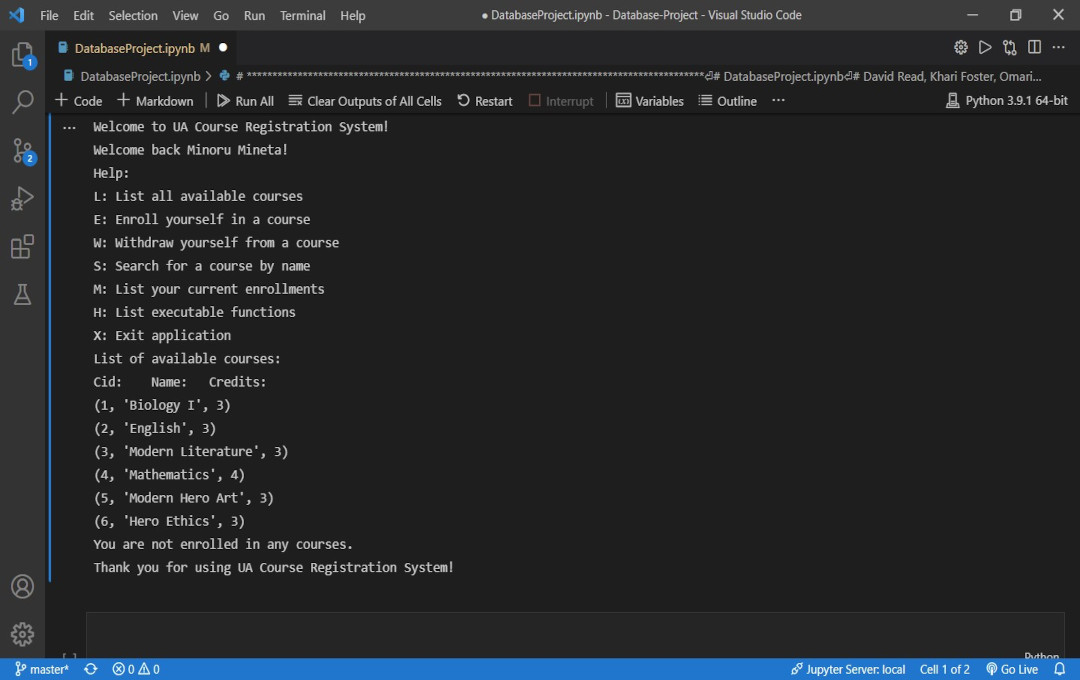 File Edit Selection View Go Run Terminal Help ● DatabaseProject.ipynb - Database-Project - Visual Studio Code
DatabaseProject.ipynb M ●
DatabaseProject.ipynb > # David Read, Khari Foster, Omari...
+ Code + Markdown | Run All Clear Outputs of All Cells Restart Interrupt | Variables Outline ... Python 3.9.1 64-bit
1
2
... Welcome to UA Course Registration System!
Welcome back Minoru Mineta!
Help:
L: List all available courses
E: Enroll yourself in a course
W: Withdraw yourself from a course
S: Search for a course by name
M: List your current enrollments
H: List executable functions
X: Exit application
List of available courses:
Cid: Name: Credits:
(1, 'Biology I', 3)
(2, 'English', 3)
(3, 'Modern Literature', 3)
(4, 'Mathematics', 4)
(5, 'Modern Hero Art', 3)
(6, 'Hero Ethics', 3)
You are not enrolled in any courses.
Thank you for using UA Course Registration System!
Python
master* 0 0 Jupyter Server: local Cell 1 of 2 Go Live